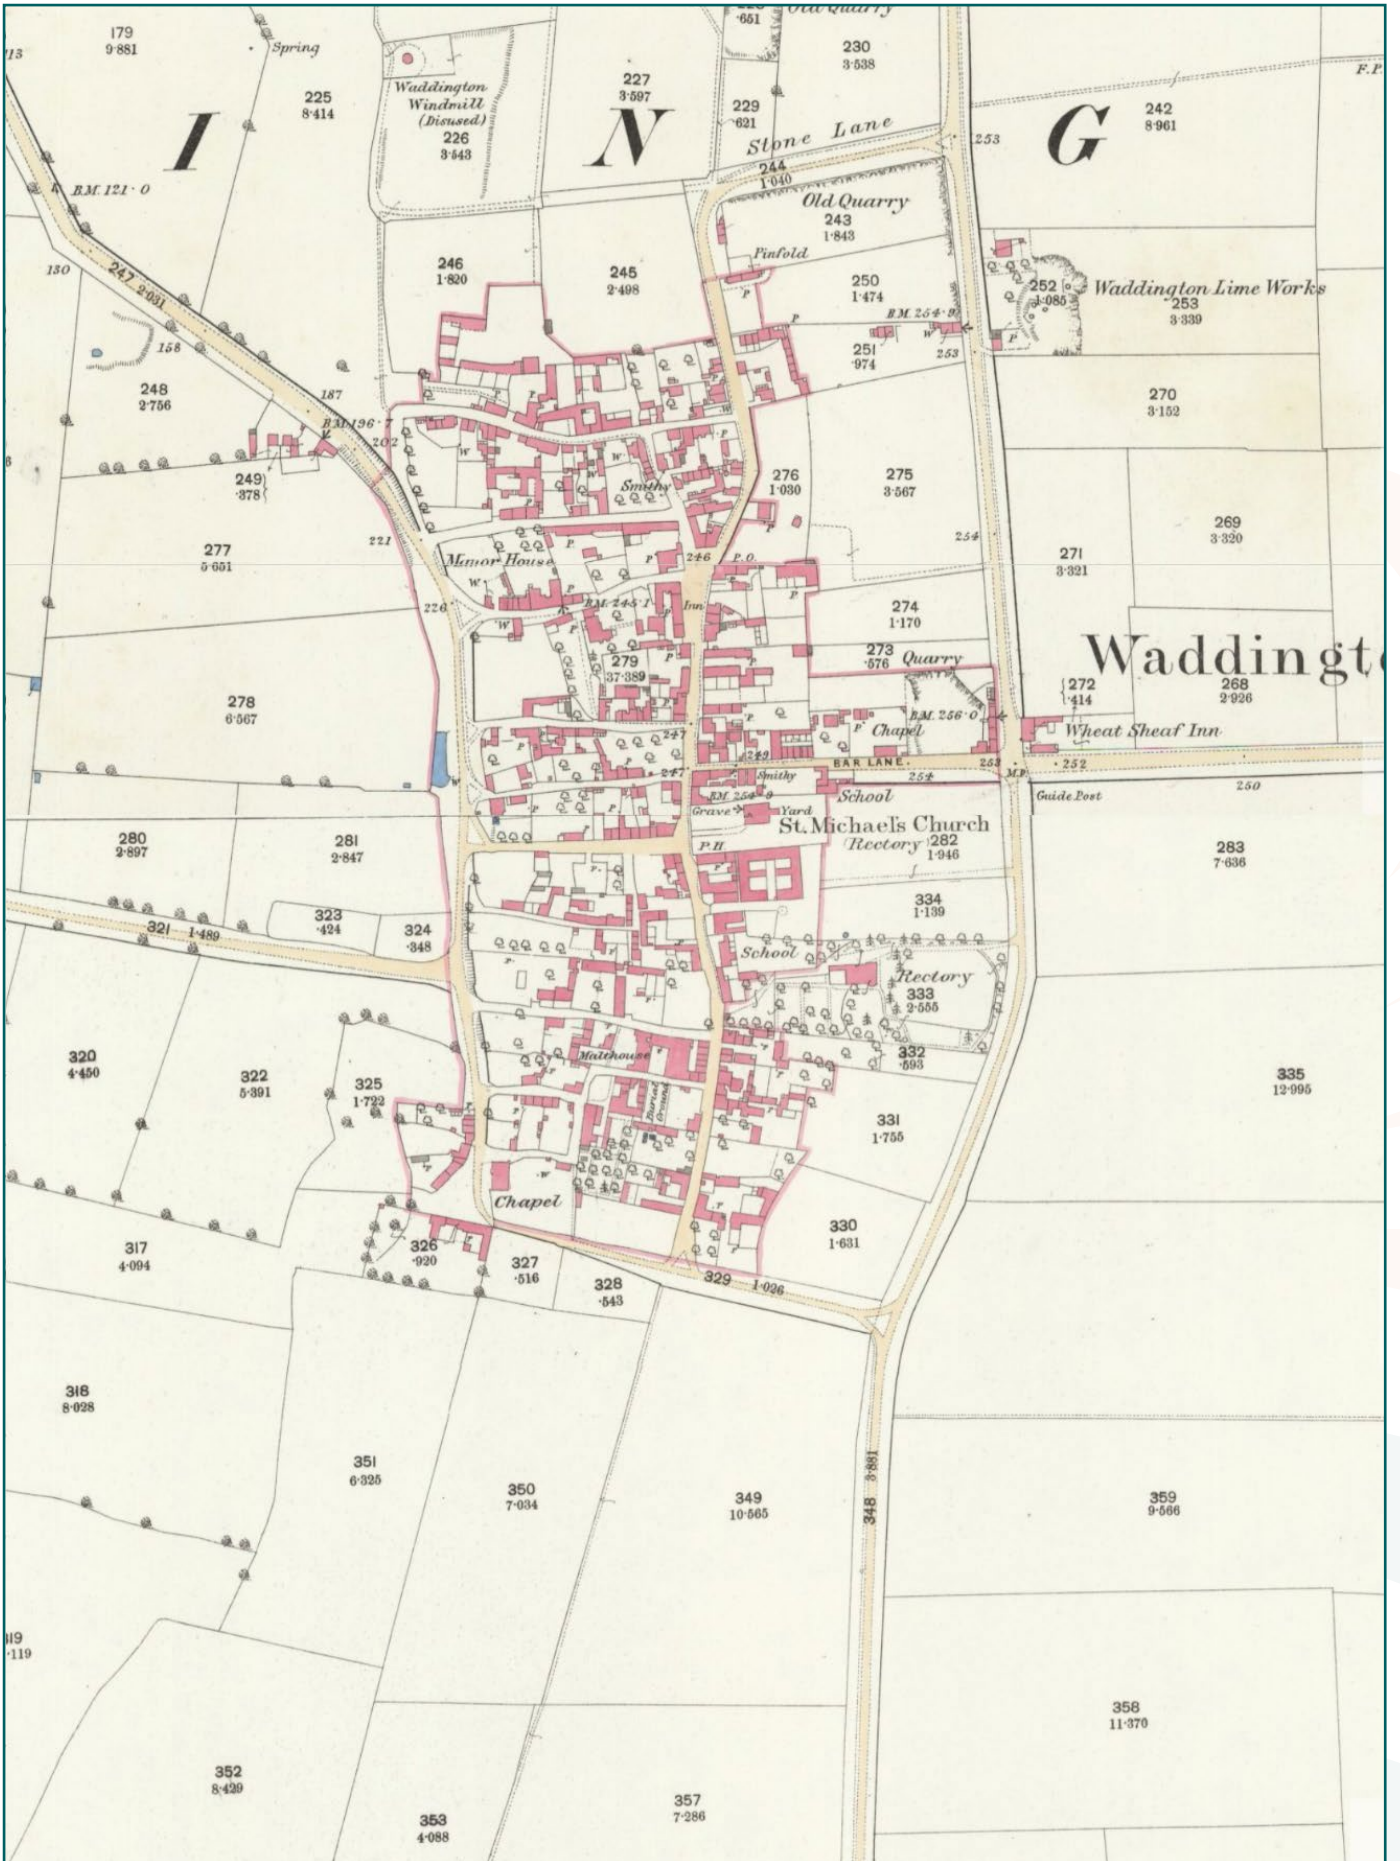 179
9·881
Spring
225
8·414
I
Waddington
Windmill
(Disused)
226
3·543
227
3·597
N
·651
Old Quarry
230
3·538
229
·621
Stone Lane
244
1·040
253
G
242
8·961
F.P.
B.M. 121·0
130
247 2·031
158
248
2·756
187
B.M. 196·7
202
249
·378
246
1·820
245
2·498
Old Quarry
243
1·843
Pinfold
P
250
1·474
B.M. 254·9
W
251
·974
253
252
1·085
P
Waddington Lime Works
253
3·339
270
3·152
P
W
W
Smithy
276
1·030
275
3·567
254
271
3·321
269
3·320
277
5·651
221
Manor House
W
P
226
B.M. 245·1
W
246
P.O.
Inn
P
274
1·170
273
·576
Quarry
279
37·389
278
6·567
Waddingt
272
·414
268
2·926
B.M. 256·0
Chapel
P
Wheat Sheaf Inn
247
249
BAR LANE
253
252
M.P.
250
247
Smithy
254
B.M. 254·9
School
Guide Post
Grave
Yard
St. Michael's Church
(Rectory)
282
1·946
P.H.
280
2·897
281
2·847
283
7·636
334
1·139
323
·424
324
·348
321 1·489
School
Rectory
333
2·555
332
·593
320
4·450
322
5·391
325
1·722
Malthouse
Burial
Ground
335
12·995
331
1·755
Chapel
W
330
1·631
317
4·094
326
·920
327
·516
328
·543
329 1·026
318
8·028
351
6·325
350
7·034
349
10·565
348 3·881
359
9·566
·119
358
11·370
352
8·429
353
4·088
357
7·286